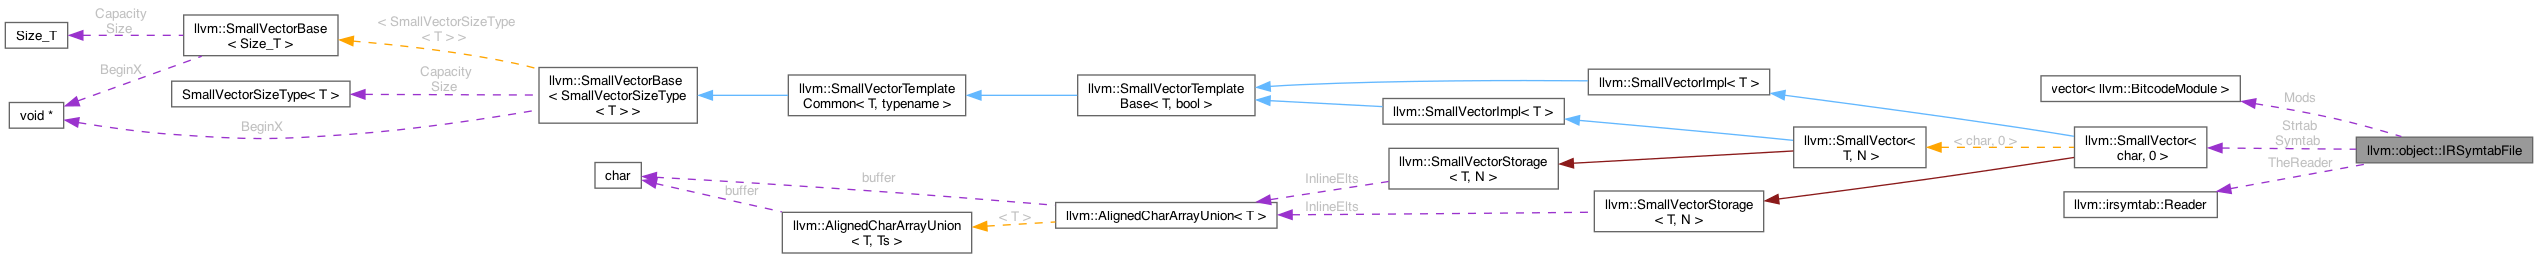 Size_T
Capacity
Size
llvm::SmallVectorBase
< Size_T >
< SmallVectorSizeType
< T > >
BeginX
SmallVectorSizeType< T >
Capacity
Size
void *
BeginX
llvm::SmallVectorBase
< SmallVectorSizeType
< T > >
llvm::SmallVectorTemplate
Common< T, typename >
llvm::SmallVectorTemplate
Base< T, bool >
llvm::SmallVectorImpl< T >
llvm::SmallVectorImpl< T >
char
buffer
buffer
llvm::AlignedCharArrayUnion
< T, Ts >
< T >
llvm::AlignedCharArrayUnion< T >
InlineElts
InlineElts
llvm::SmallVectorStorage
< T, N >
llvm::SmallVectorStorage
< T, N >
llvm::SmallVector<
T, N >
< char, 0 >
llvm::SmallVector<
char, 0 >
vector< llvm::BitcodeModule >
Mods
Strtab
Symtab
TheReader
llvm::irsymtab::Reader
llvm::object::IRSymtabFile